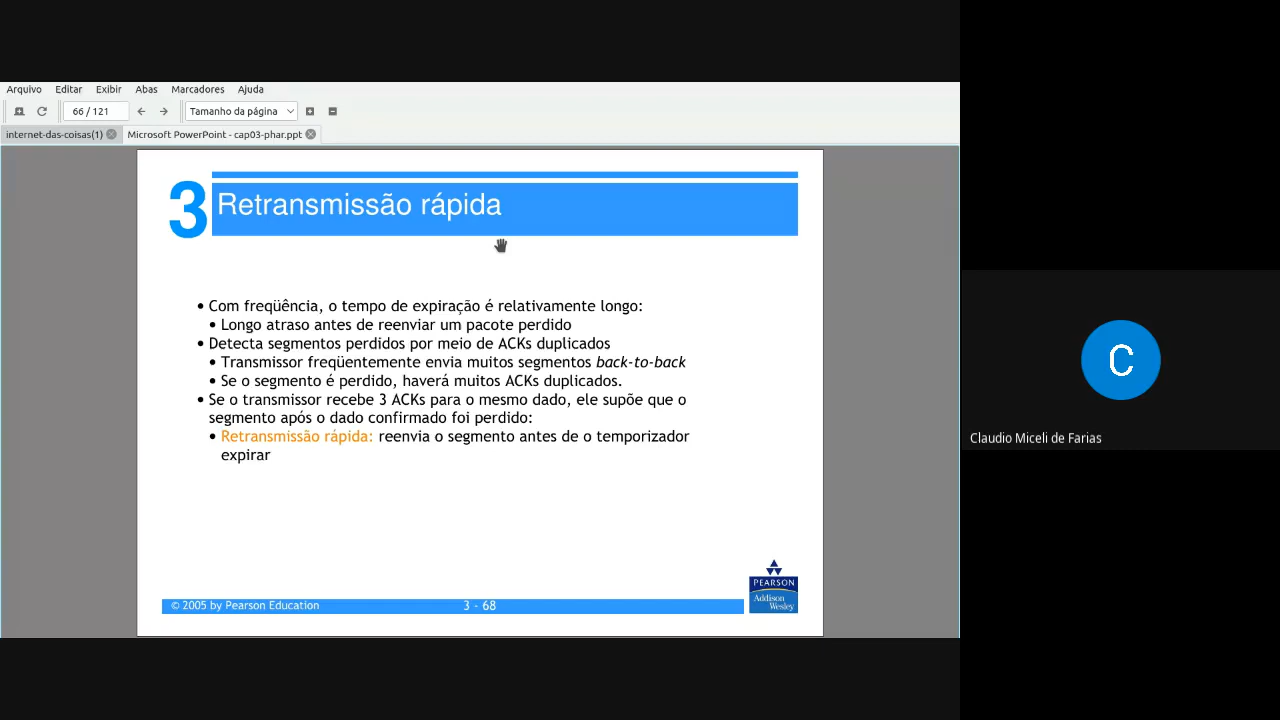 Arquivo Editar Exibir Abas Marcadores Ajuda
66 / 121 Tamanho da página
internet-das-coisas(1) Microsoft PowerPoint - cap03-phar.ppt
3 Retransmissão rápida
• Com freqüência, o tempo de expiração é relativamente longo:
• Longo atraso antes de reenviar um pacote perdido
• Detecta segmentos perdidos por meio de ACKs duplicados
• Transmissor freqüentemente envia muitos segmentos back-to-back
• Se o segmento é perdido, haverá muitos ACKs duplicados.
• Se o transmissor recebe 3 ACKs para o mesmo dado, ele supõe que o
segmento após o dado confirmado foi perdido:
• Retransmissão rápida: reenvia o segmento antes de o temporizador
expirar
PEARSON
Addison
Wesley
© 2005 by Pearson Education 3 - 68
C
Claudio Miceli de Farias